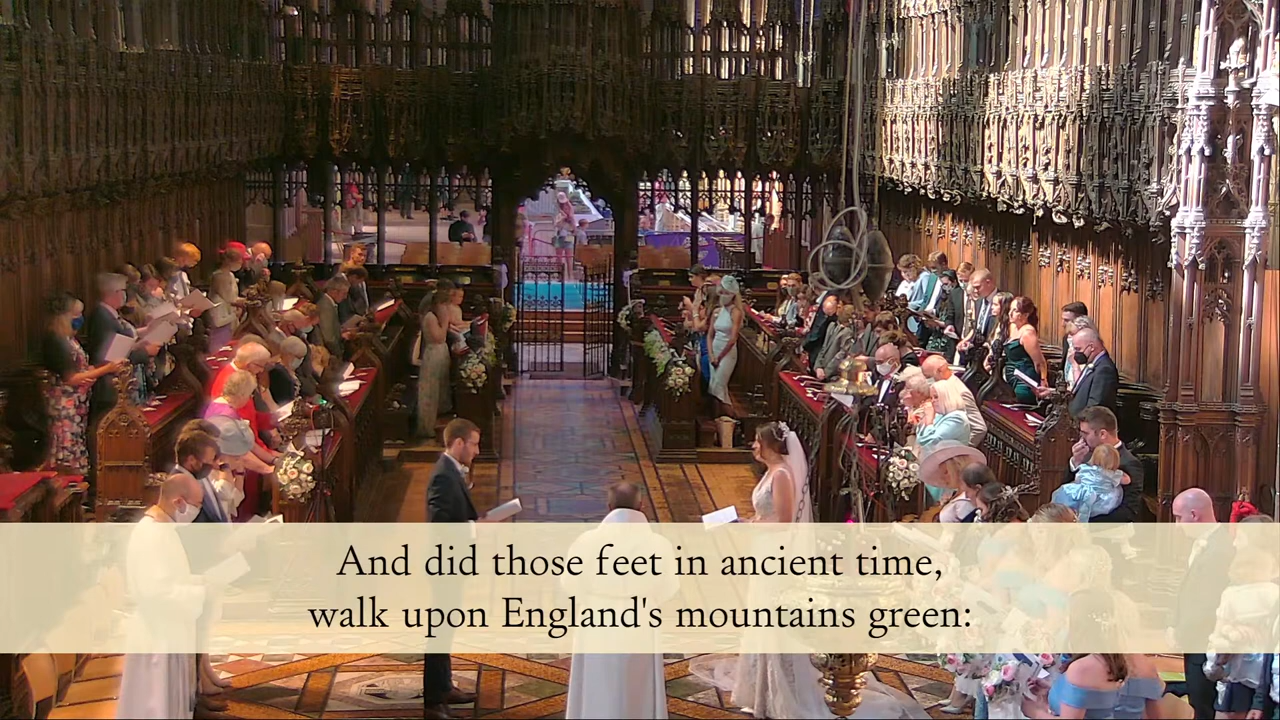 And did those feet in ancient time,
walk upon England's mountains green: